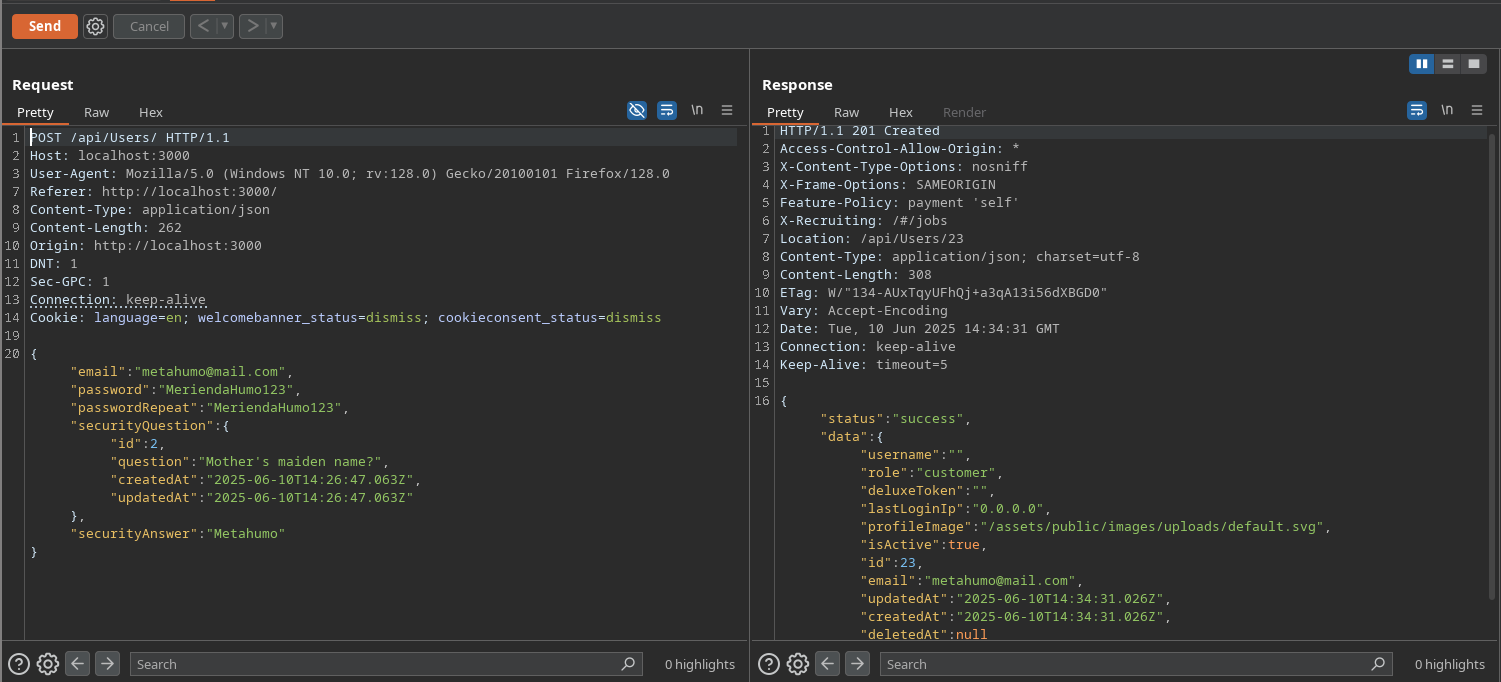 Send
Cancel
Request
Pretty Raw Hex
\n
1 POST /api/Users/ HTTP/1.1
2 Host: localhost:3000
3 User-Agent: Mozilla/5.0 (Windows NT 10.0; rv:128.0) Gecko/20100101 Firefox/128.0
7 Referer: http://localhost:3000/
8 Content-Type: application/json
9 Content-Length: 262
10 Origin: http://localhost:3000
11 DNT: 1
12 Sec-GPC: 1
13 Connection: keep-alive
14 Cookie: language=en; welcomebanner_status=dismiss; cookieconsent_status=dismiss
19
20 {
"email":"metahumo@mail.com",
"password":"MeriendaHumo123",
"passwordRepeat":"MeriendaHumo123",
"securityQuestion":{
"id":2,
"question":"Mother's maiden name?",
"createdAt":"2025-06-10T14:26:47.063Z",
"updatedAt":"2025-06-10T14:26:47.063Z"
},
"securityAnswer":"Metahumo"
}
Search
0 highlights
Response
Pretty Raw Hex Render
\n
1 HTTP/1.1 201 Created
2 Access-Control-Allow-Origin: *
3 X-Content-Type-Options: nosniff
4 X-Frame-Options: SAMEORIGIN
5 Feature-Policy: payment 'self'
6 X-Recruiting: /#/jobs
7 Location: /api/Users/23
8 Content-Type: application/json; charset=utf-8
9 Content-Length: 308
10 ETag: W/"134-AUxTqyUFhQj+a3qA13i56dXBGD0"
11 Vary: Accept-Encoding
12 Date: Tue, 10 Jun 2025 14:34:31 GMT
13 Connection: keep-alive
14 Keep-Alive: timeout=5
15
16 {
"status":"success",
"data":{
"username":"",
"role":"customer",
"deluxeToken":"",
"lastLoginIp":"0.0.0.0",
"profileImage":"/assets/public/images/uploads/default.svg",
"isActive":true,
"id":23,
"email":"metahumo@mail.com",
"updatedAt":"2025-06-10T14:34:31.026Z",
"createdAt":"2025-06-10T14:34:31.026Z",
"deletedAt":null
Search
0 highlights